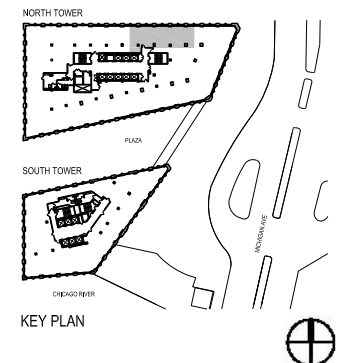 NORTH TOWER
PLAZA
SOUTH TOWER
MICHIGAN AVE
CHICAGO RIVER
KEY PLAN